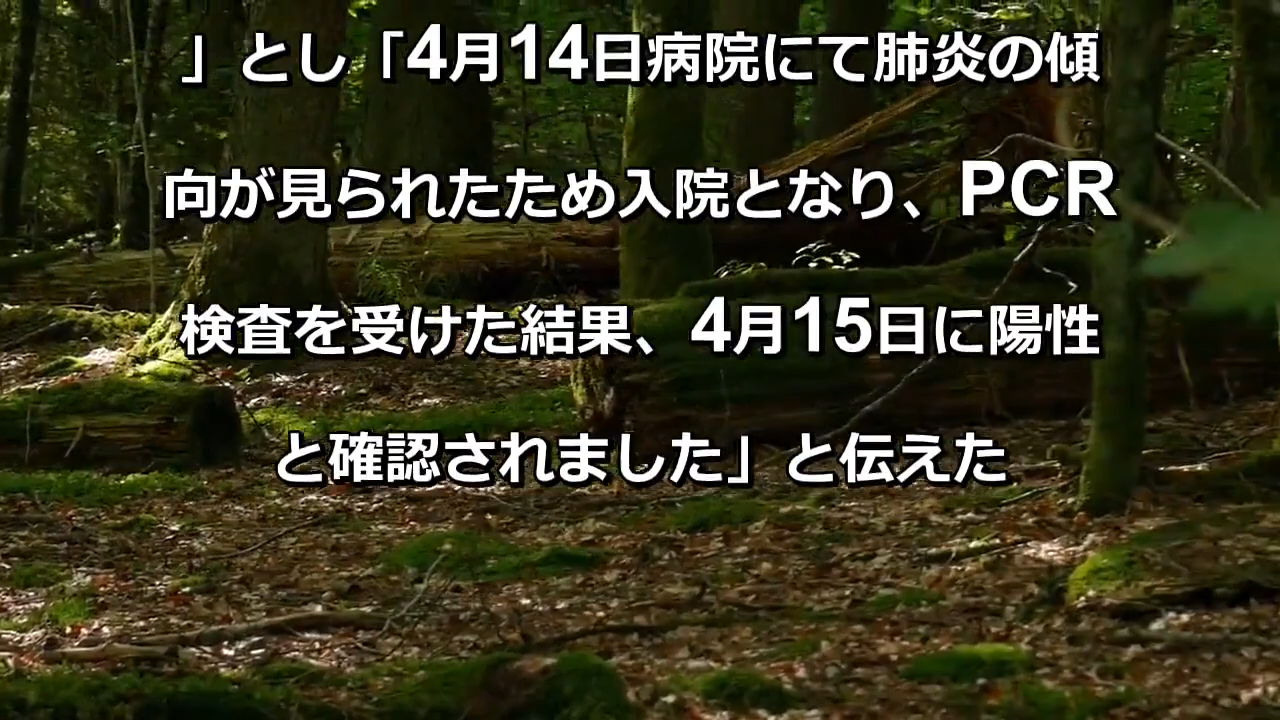 」とし「4月14日病院にて肺炎の傾
向が見られたため入院となり、PCR
検査を受けた結果、4月15日に陽性
と確認されました」と伝えた